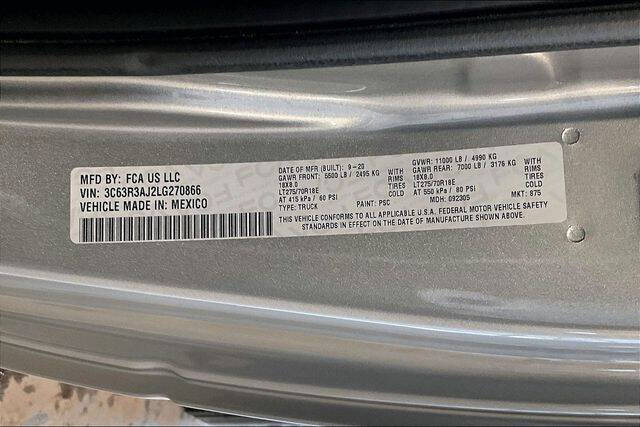 MFD BY: FCA US LLC
VIN: 3C63R3AJ2LG270866
VEHICLE MADE IN: MEXICO
DATE OF MFR (BUILT): 9-20 GVWR: 11000 LB / 4990 KG
GAWR FRONT: 5500 LB / 2495 KG WITH GAWR REAR: 7000 LB / 3176 KG WITH
18X8.0 RIMS 18X8.0 RIMS
LT275/70R18E TIRES LT275/70R18E TIRES
AT 415 kPa / 60 PSI COLD AT 550 kPa / 80 PSI COLD
TYPE: TRUCK PAINT: PSC MDH: 092305 MKT: 875
THIS VEHICLE CONFORMS TO ALL APPLICABLE U.S.A. FEDERAL MOTOR VEHICLE SAFETY
STANDARDS IN EFFECT ON THE DATE OF MANUFACTURE SHOWN ABOVE